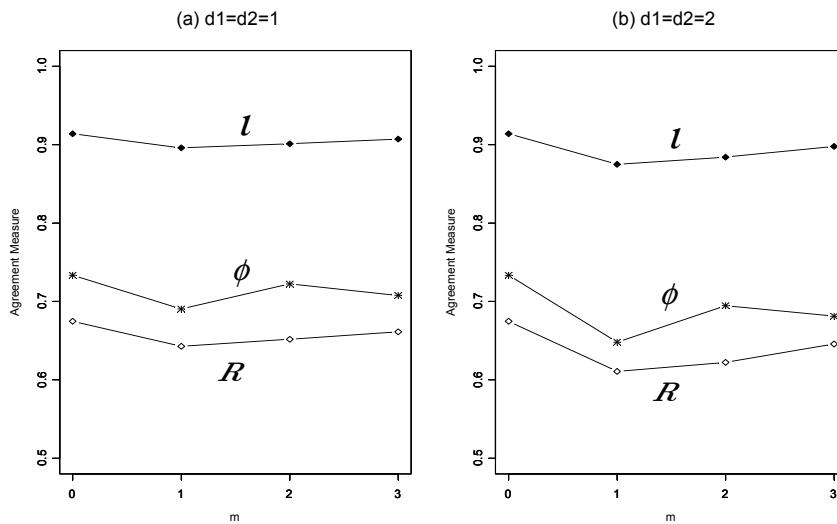 (a) d1=d2=1
1.0
0.9
0.8
0.7
0.6
0.5
Agreement Measure
l
ϕ
R
0 1 2 3
m
(b) d1=d2=2
1.0
0.9
0.8
0.7
0.6
0.5
Agreement Measure
l
ϕ
R
0 1 2 3
m